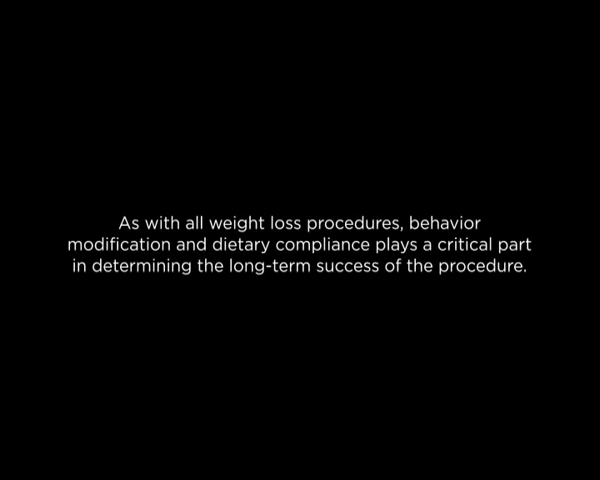 As with all weight loss procedures, behavior
modification and dietary compliance plays a critical part
in determining the long-term success of the procedure.